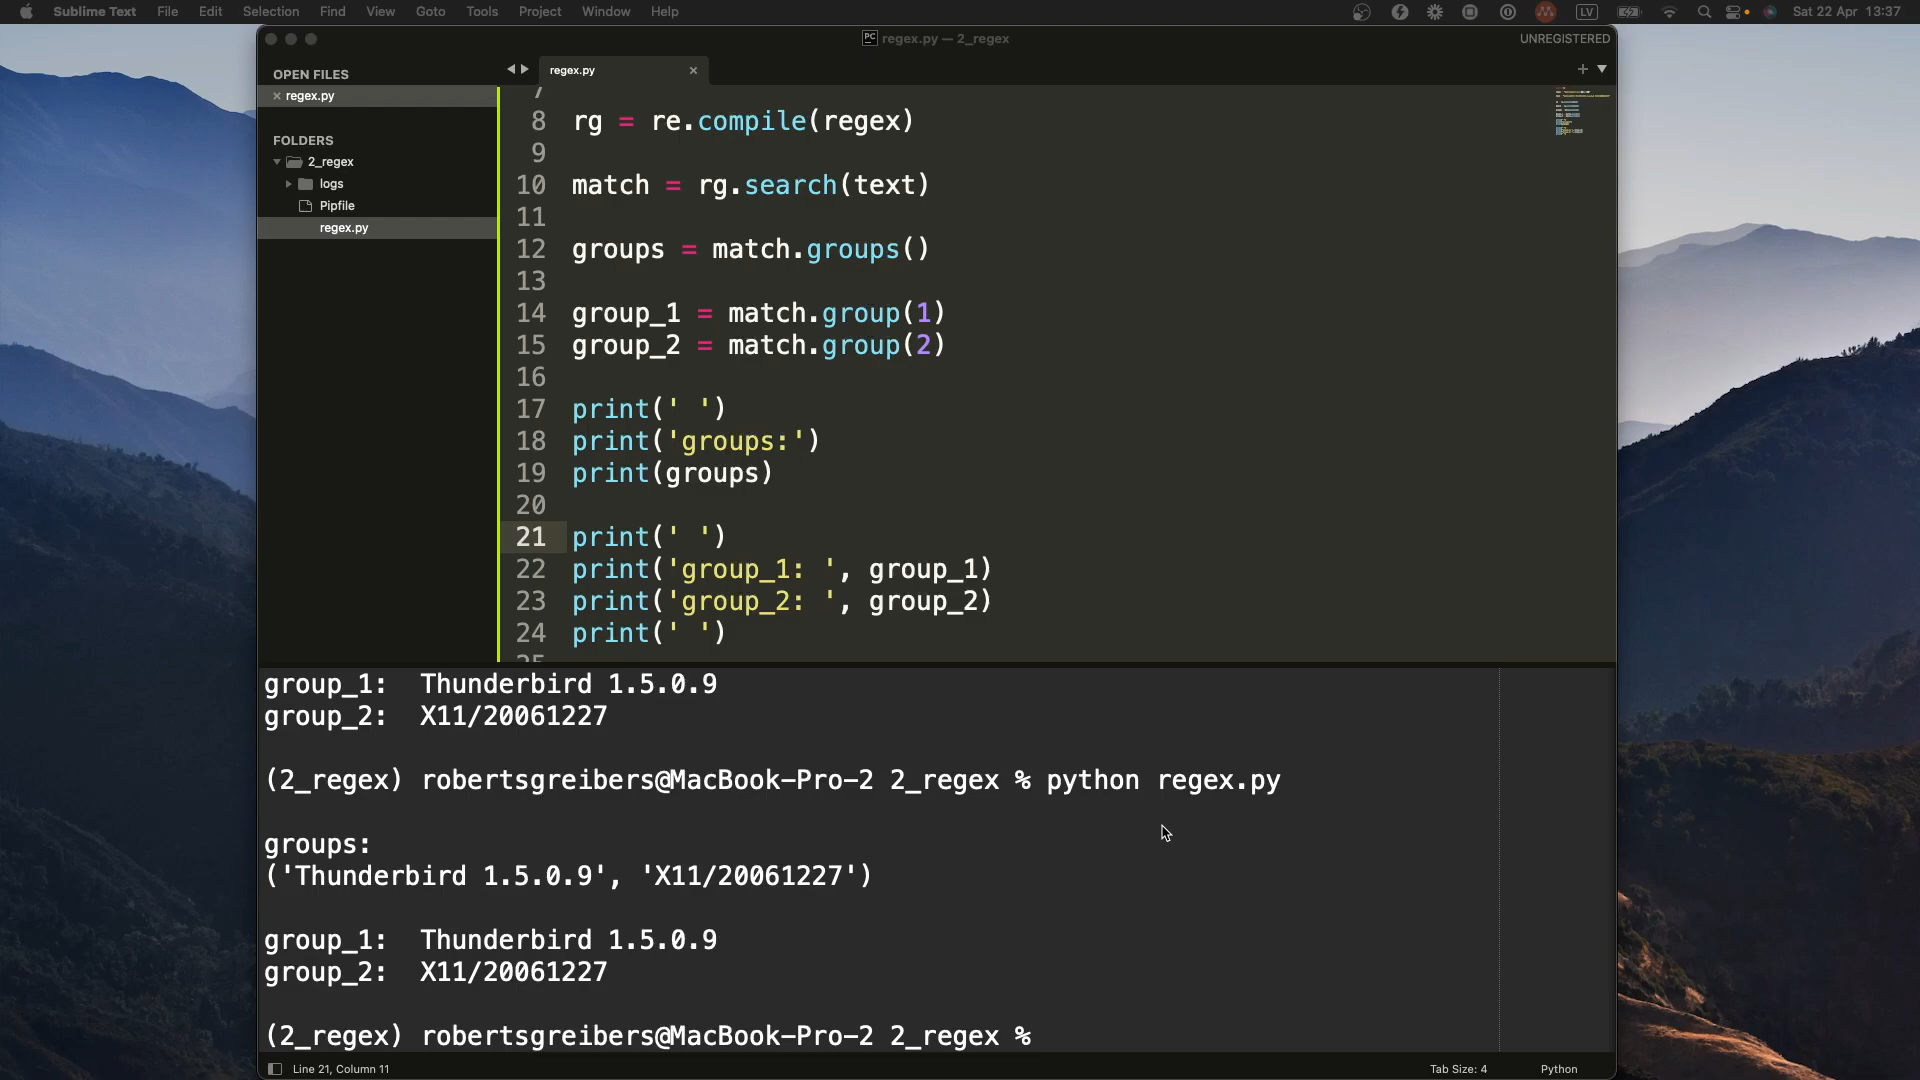 Sublime Text File Edit Selection Find View Goto Tools Project Window Help LV Sat 22 Apr 13:37
regex.py — 2_regex
UNREGISTERED
OPEN FILES
regex.py
FOLDERS
2_regex
logs
Pipfile
regex.py
regex.py
7
8 rg = re.compile(regex)
9
10 match = rg.search(text)
11
12 groups = match.groups()
13
14 group_1 = match.group(1)
15 group_2 = match.group(2)
16
17 print(' ')
18 print('groups:')
19 print(groups)
20
21 print(' ')
22 print('group_1: ', group_1)
23 print('group_2: ', group_2)
24 print(' ')
25
group_1:  Thunderbird 1.5.0.9
group_2:  X11/20061227
(2_regex) robertsgreibers@MacBook-Pro-2 2_regex % python regex.py
groups:
('Thunderbird 1.5.0.9', 'X11/20061227')
group_1:  Thunderbird 1.5.0.9
group_2:  X11/20061227
(2_regex) robertsgreibers@MacBook-Pro-2 2_regex %
Line 21, Column 11
Tab Size: 4
Python